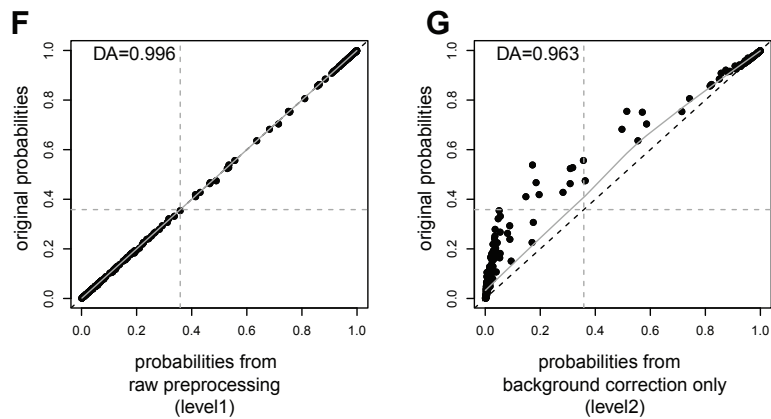 F
DA=0.996
original probabilities
1.0
0.8
0.6
0.4
0.2
0.0
0.0 0.2 0.4 0.6 0.8 1.0
probabilities from
raw preprocessing
(level1)
G
DA=0.963
original probabilities
1.0
0.8
0.6
0.4
0.2
0.0
0.0 0.2 0.4 0.6 0.8 1.0
probabilities from
background correction only
(level2)